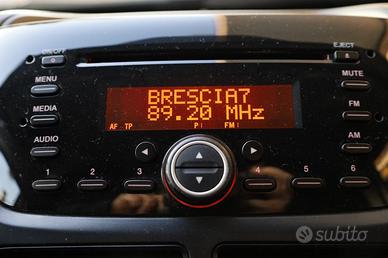 ON/OFF
EJECT
MENU
MUTE
BRESCIA7
MEDIA
89.20 MHz
FM
AF TP P1 FM1
AUDIO
AM
1 2 3 4 5 6
subito